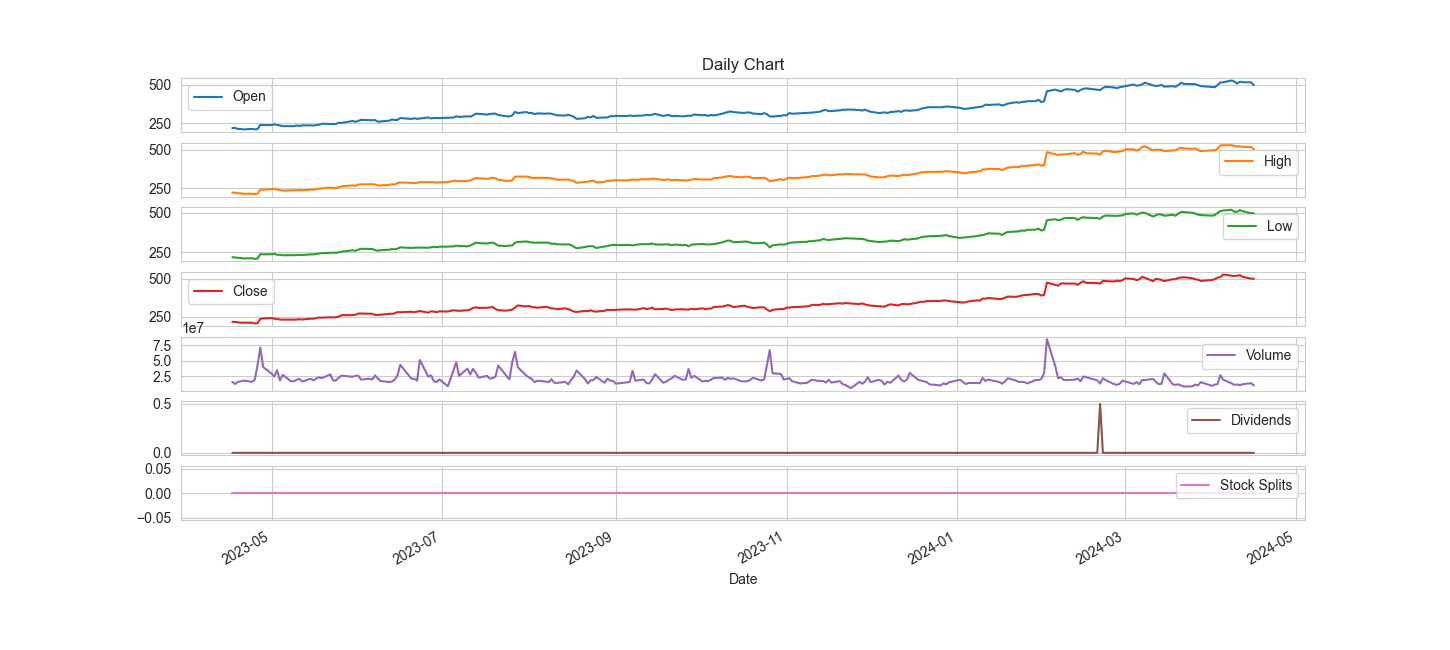 Daily Chart
500
250
Open
500
250
High
500
250
Low
500
250
Close
1e7
7.5
5.0
2.5
Volume
0.5
0.0
Dividends
0.05
0.00
−0.05
Stock Splits
2023-05
2023-07
2023-09
2023-11
2024-01
2024-03
2024-05
Date